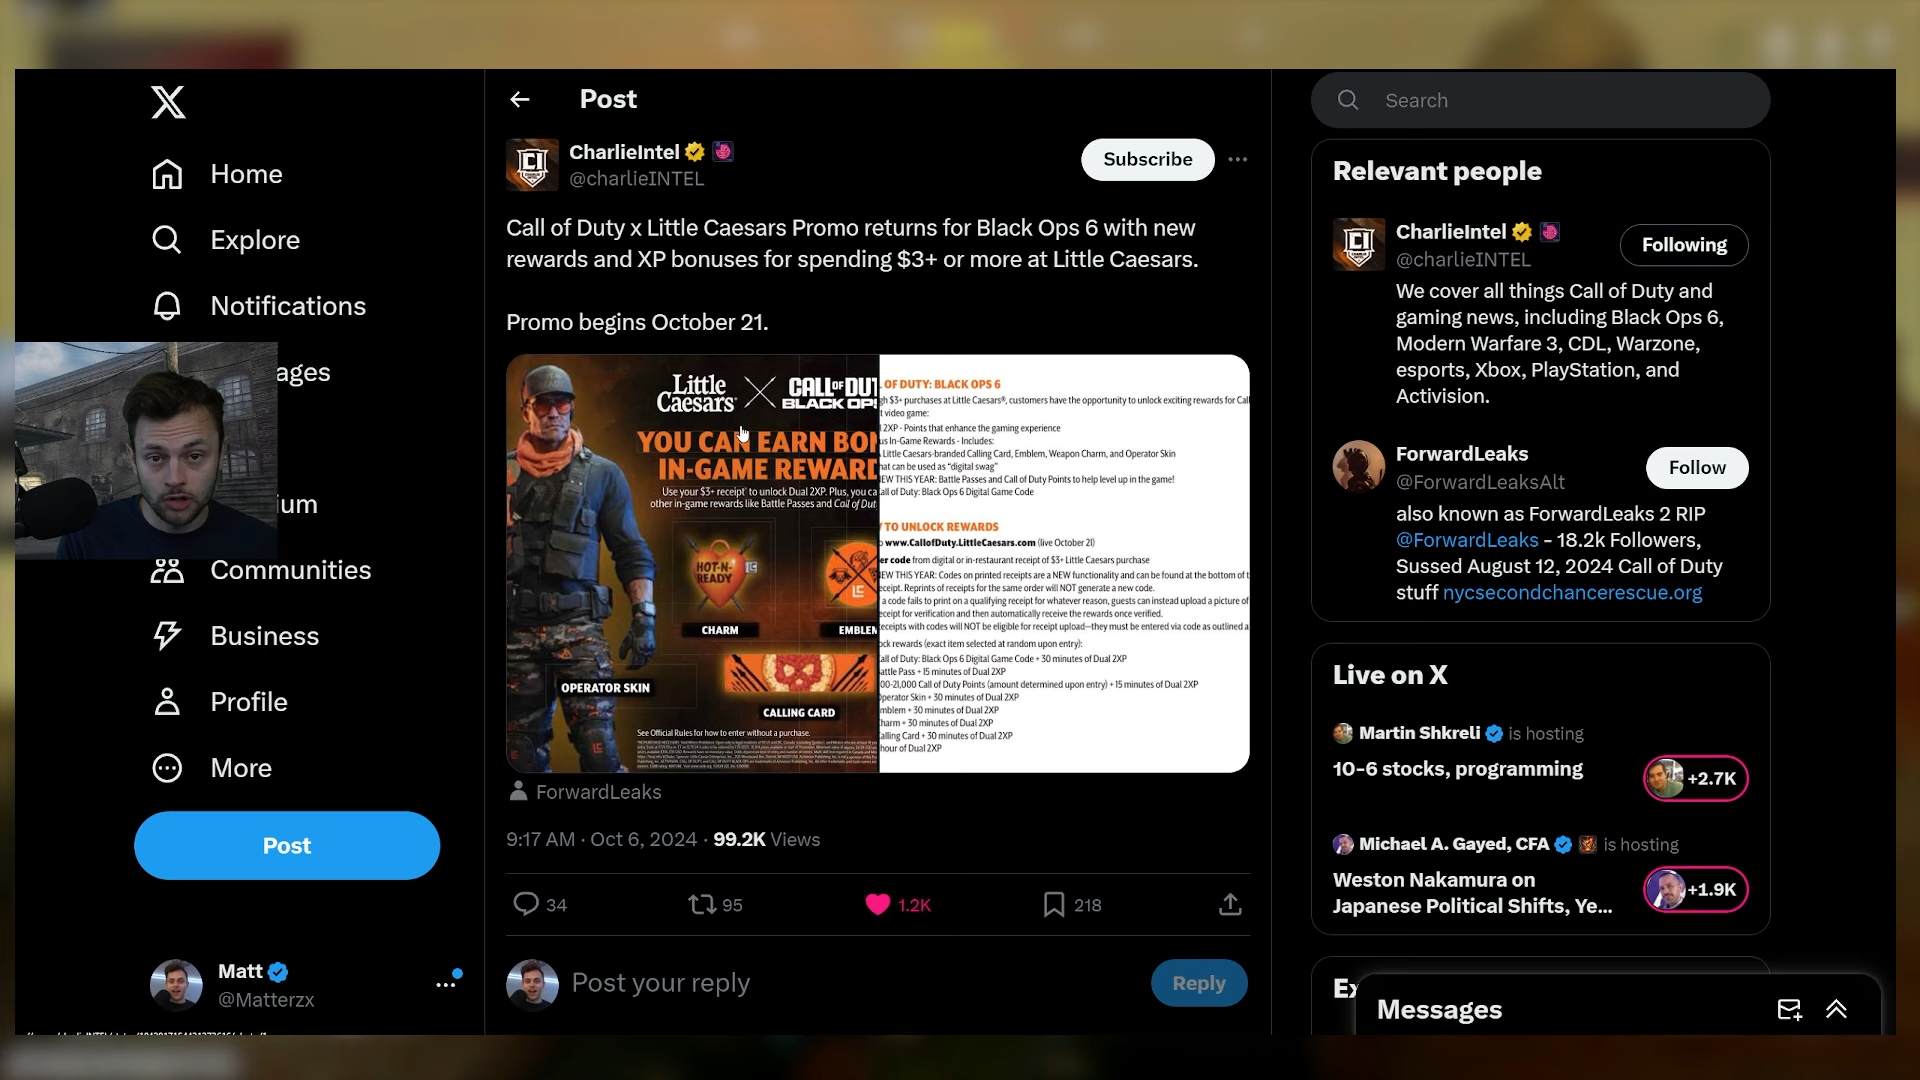 Home
Explore
Notifications
ages
ium
Communities
Business
Profile
More
Post
Matt
@Matterzx
Post
CharlieIntel
@charlieINTEL
Subscribe
Call of Duty x Little Caesars Promo returns for Black Ops 6 with new
rewards and XP bonuses for spending $3+ or more at Little Caesars.
Promo begins October 21.
Little
Caesars
CALL OF DUT
BLACK OPS
YOU CAN EARN BON
IN-GAME REWARD
Use your $3+ receipt to unlock Dual 2XP. Plus, you ca
other in-game rewards like Battle Passes and Call of Dut
HOT-N-
READY
LC
CHARM
EMBLEM
OPERATOR SKIN
CALLING CARD
See Official Rules for how to enter without a purchase.
OF DUTY: BLACK OPS 6
gh $3+ purchases at Little Caesars®, customers have the opportunity to unlock exciting rewards for Cal
t video game:
l 2XP - Points that enhance the gaming experience
us In-Game Rewards - Includes:
Little Caesars-branded Calling Card, Emblem, Weapon Charm, and Operator Skin
hat can be used as "digital swag"
EW THIS YEAR: Battle Passes and Call of Duty Points to help level up in the game!
all of Duty: Black Ops 6 Digital Game Code
TO UNLOCK REWARDS
www.CallofDuty.LittleCaesars.com (live October 21)
er code from digital or in-restaurant receipt of $3+ Little Caesars purchase
EW THIS YEAR: Codes on printed receipts are a NEW functionality and can be found at the bottom of t
eceipt. Reprints of receipts for the same order will NOT generate a new code.
a code fails to print on a qualifying receipt for whatever reason, guests can instead upload a picture of
eceipt for verification and then automatically receive the rewards once verified.
eceipts with codes will NOT be eligible for receipt upload—they must be entered via code as outlined a
ock rewards (exact item selected at random upon entry):
all of Duty: Black Ops 6 Digital Game Code + 30 minutes of Dual 2XP
attle Pass + 15 minutes of Dual 2XP
00-21,000 Call of Duty Points (amount determined upon entry) + 15 minutes of Dual 2XP
perator Skin + 30 minutes of Dual 2XP
mblem + 30 minutes of Dual 2XP
harm + 30 minutes of Dual 2XP
alling Card + 30 minutes of Dual 2XP
hour of Dual 2XP
ForwardLeaks
9:17 AM · Oct 6, 2024 · 99.2K Views
34 95 1.2K 218
Post your reply
Reply
Search
Relevant people
CharlieIntel
@charlieINTEL
Following
We cover all things Call of Duty and
gaming news, including Black Ops 6,
Modern Warfare 3, CDL, Warzone,
esports, Xbox, PlayStation, and
Activision.
ForwardLeaks
@ForwardLeaksAlt
Follow
also known as ForwardLeaks 2 RIP
@ForwardLeaks - 18.2k Followers,
Sussed August 12, 2024 Call of Duty
stuff nycsecondchancerescue.org
Live on X
Martin Shkreli is hosting
10-6 stocks, programming
+2.7K
Michael A. Gayed, CFA is hosting
Weston Nakamura on
Japanese Political Shifts, Ye...
+1.9K
Ex
Messages